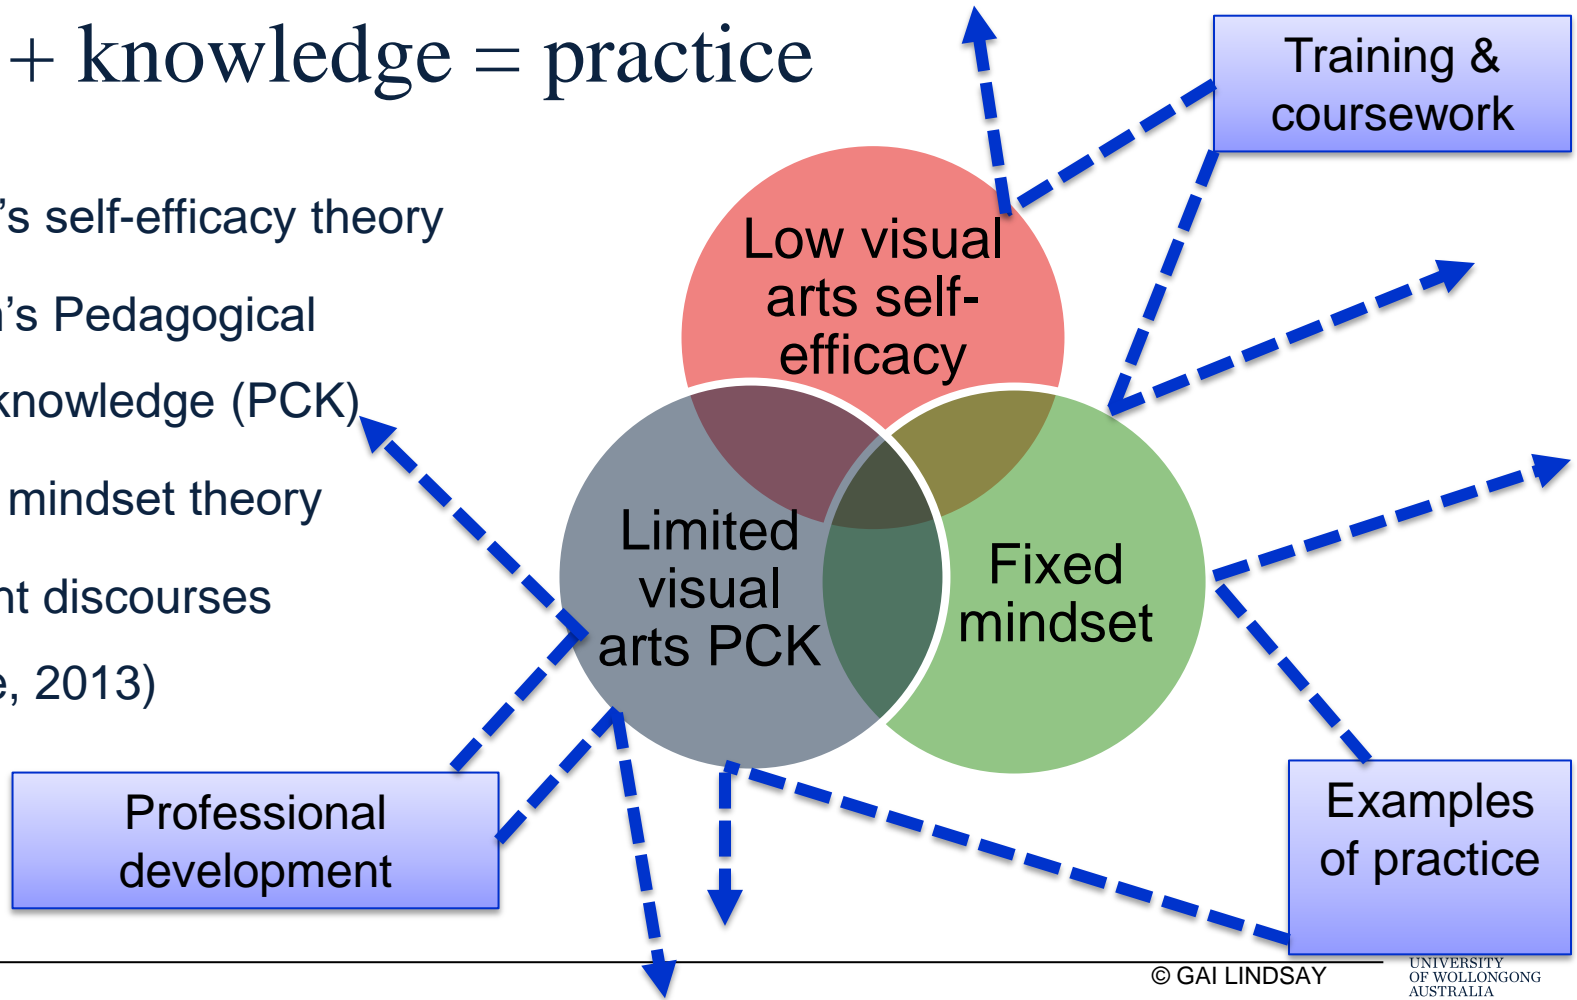 + knowledge = practice
's self-efficacy theory
n's Pedagogical
knowledge (PCK)
mindset theory
nt discourses
e, 2013)
Training &
coursework
Low visual
arts self-
efficacy
Limited
visual
arts PCK
Fixed
mindset
Professional
development
Examples
of practice
© GAI LINDSAY
UNIVERSITY
OF WOLLONGONG
AUSTRALIA